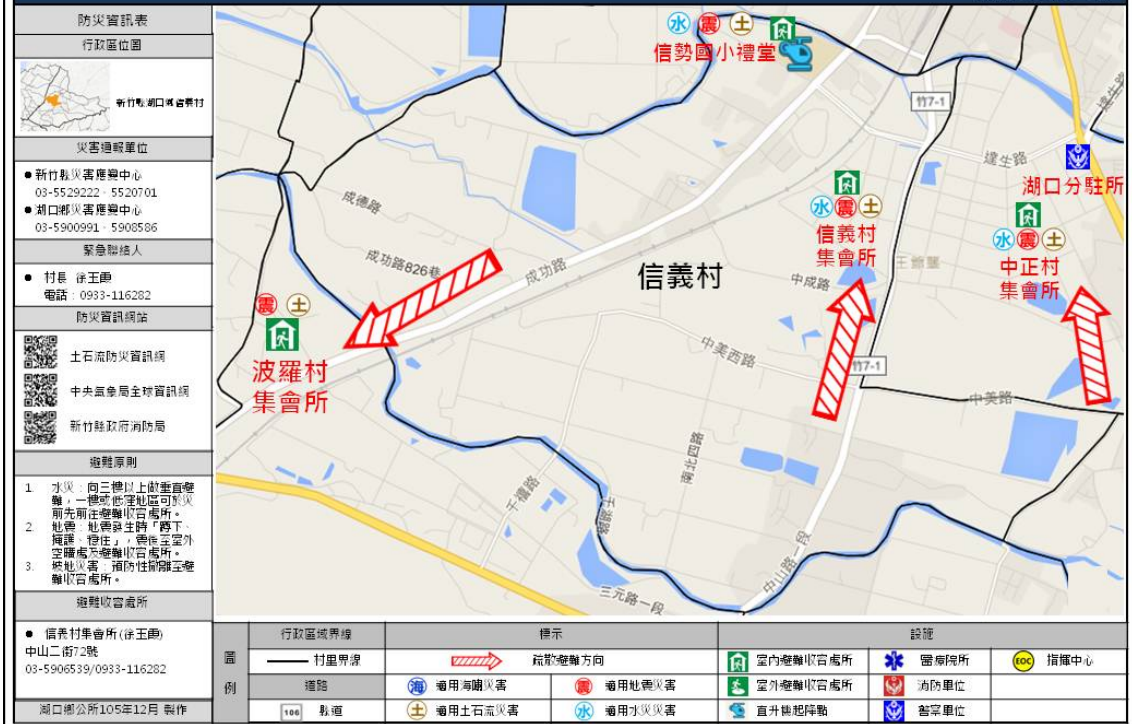 防災資訊表
行政區位圖
新竹縣湖口鄉信義村
災害通報單位
●新竹縣災害應變中心
03-5529222、5520701
●湖口鄉災害應變中心
03-5900991、5908586
緊急聯絡人
● 村長 徐玉
電話：0933-116282
防災資訊網站
土石流防災資訊網
中央氣象局全球資訊網
新竹縣政府消防局
避難原則
1. 水災：向三樓以上做垂直避
難，一樓或低窪地區可於災
前先前往避難收容處所。
2. 地震：地震發生時「蹲下、
掩護、穩住」，震後至室外
空曠處及避難收容處所。
3. 坡地災害：預防性撤離至避
難收容處所。
避難收容處所
● 信義村集會所(徐玉)
中山二街72號
03-5906539/0933-116282
湖口鄉公所105年12月 製作
水 震 土
信勢國小禮堂
竹7-1
達生路
達生路
湖口分駐所
水 震 土
信義村
集會所
水 震 土
中正村
集會所
王爺壟
成德路
成功路826巷
成功路
信義村
中成路
震 土
波羅村
集會所
中美西路
竹7-1
中美路
南北四路
千禧路
三元路一段
中山路一段
圖例
行政區域界線
標示
設施
村里界線
疏散避難方向
室內避難收容處所
醫療院所
EOC 指揮中心
道路
海 適用海嘯災害
震 適用地震災害
室外避難收容處所
消防單位
106 縣道
土 適用土石流災害
水 適用水災災害
直升機起降點
警察單位